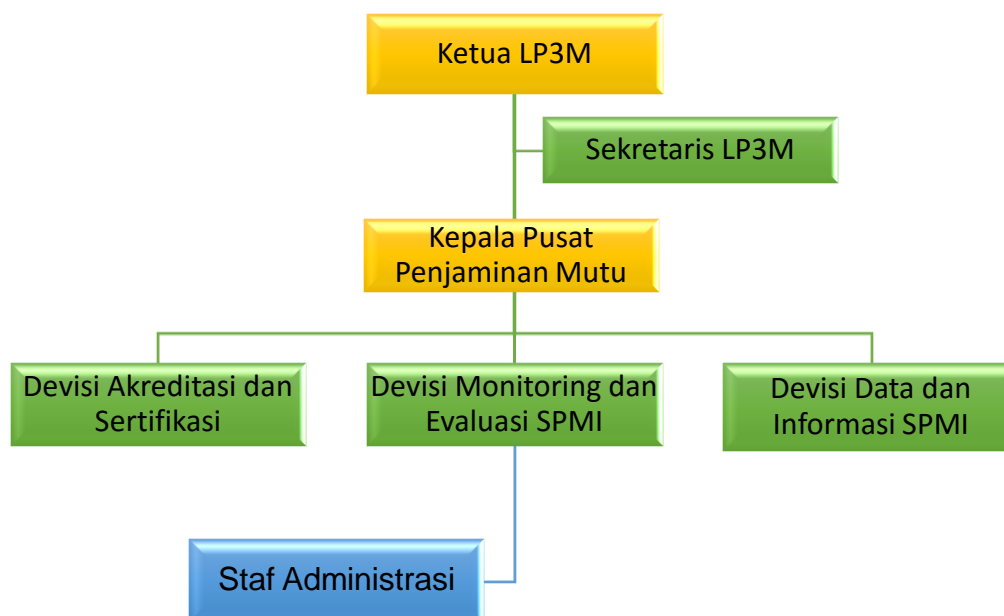 Ketua LP3M
Sekretaris LP3M
Kepala Pusat
Penjaminan Mutu
Devisi Akreditasi dan
Sertifikasi
Devisi Monitoring dan
Evaluasi SPMI
Devisi Data dan
Informasi SPMI
Staf Administrasi